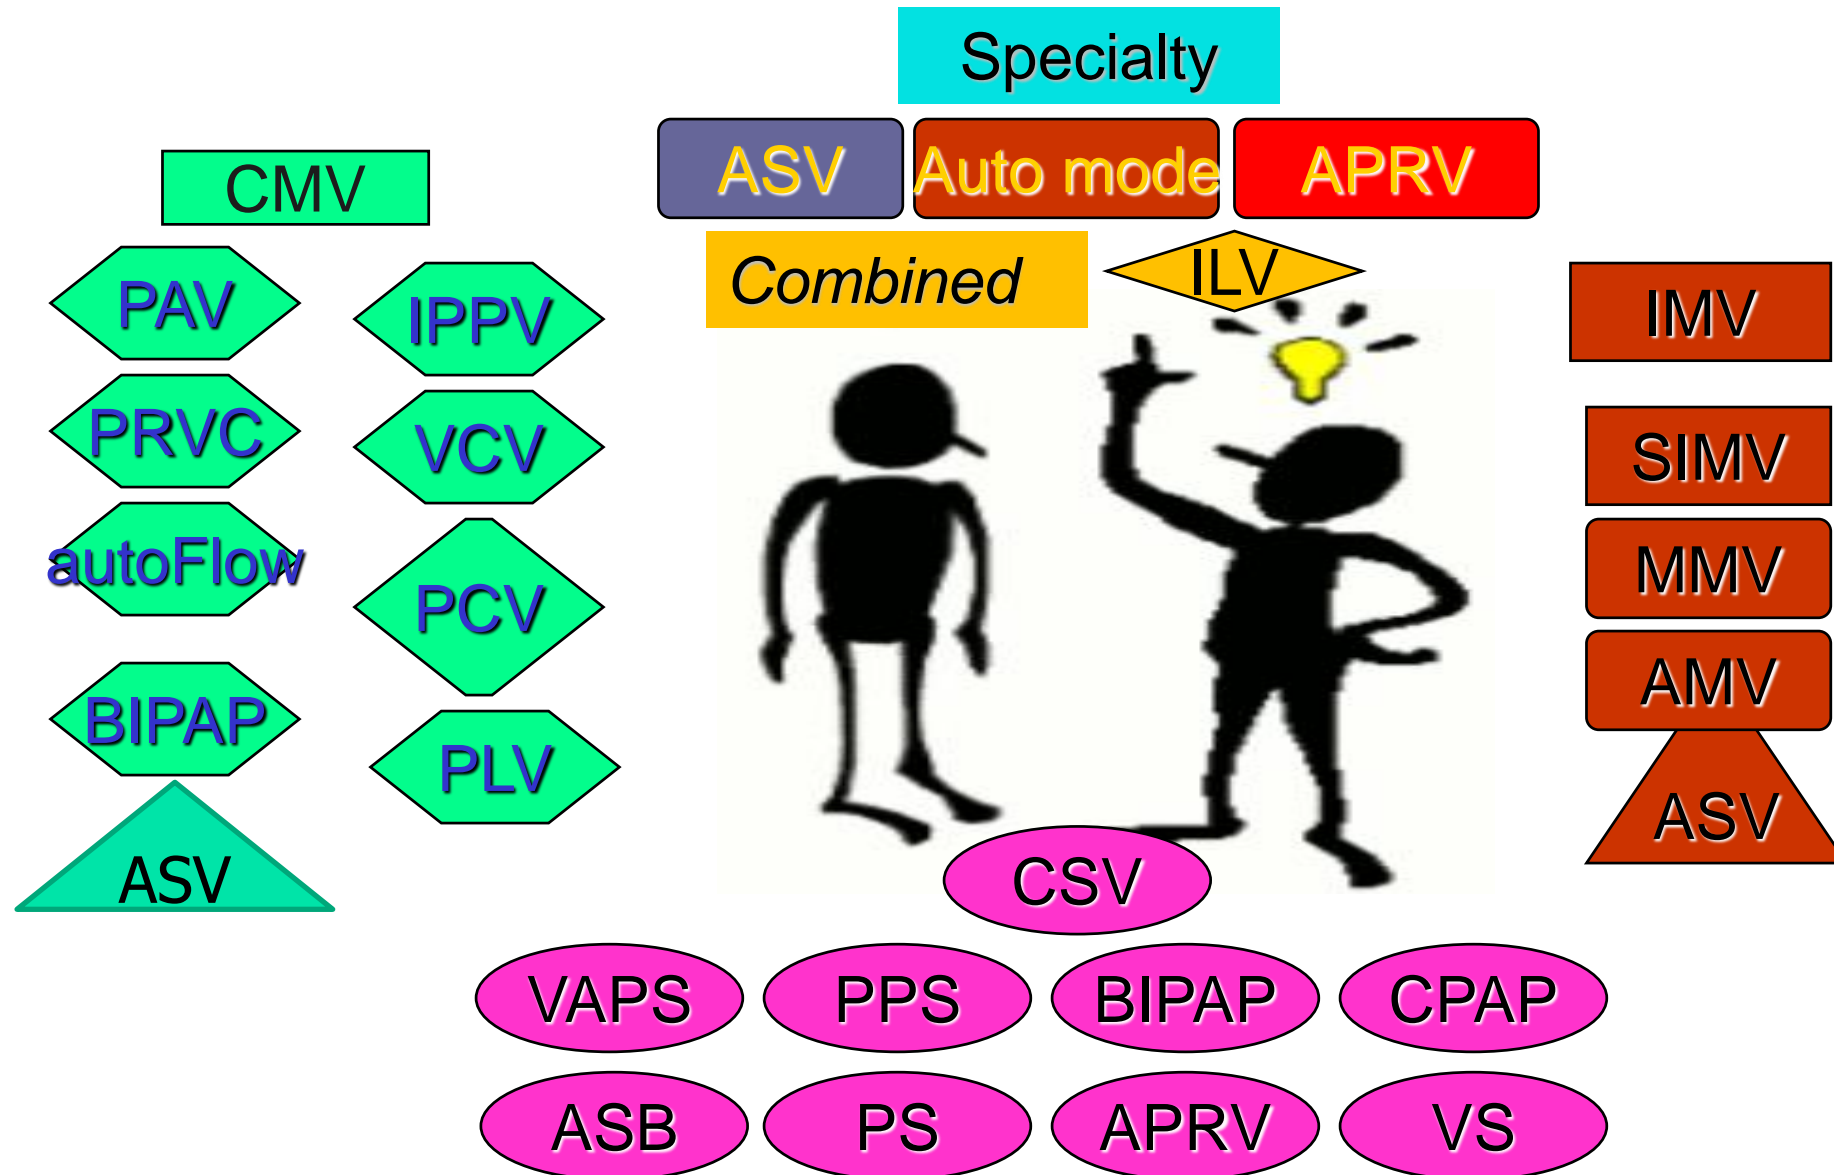 Specialty
ASV
Auto mode
APRV
CMV
Combined
ILV
PAV
IPPV
IMV
PRVC
VCV
SIMV
autoFlow
PCV
MMV
AMV
BIPAP
PLV
ASV
ASV
CSV
VAPS
PPS
BIPAP
CPAP
ASB
PS
APRV
VS